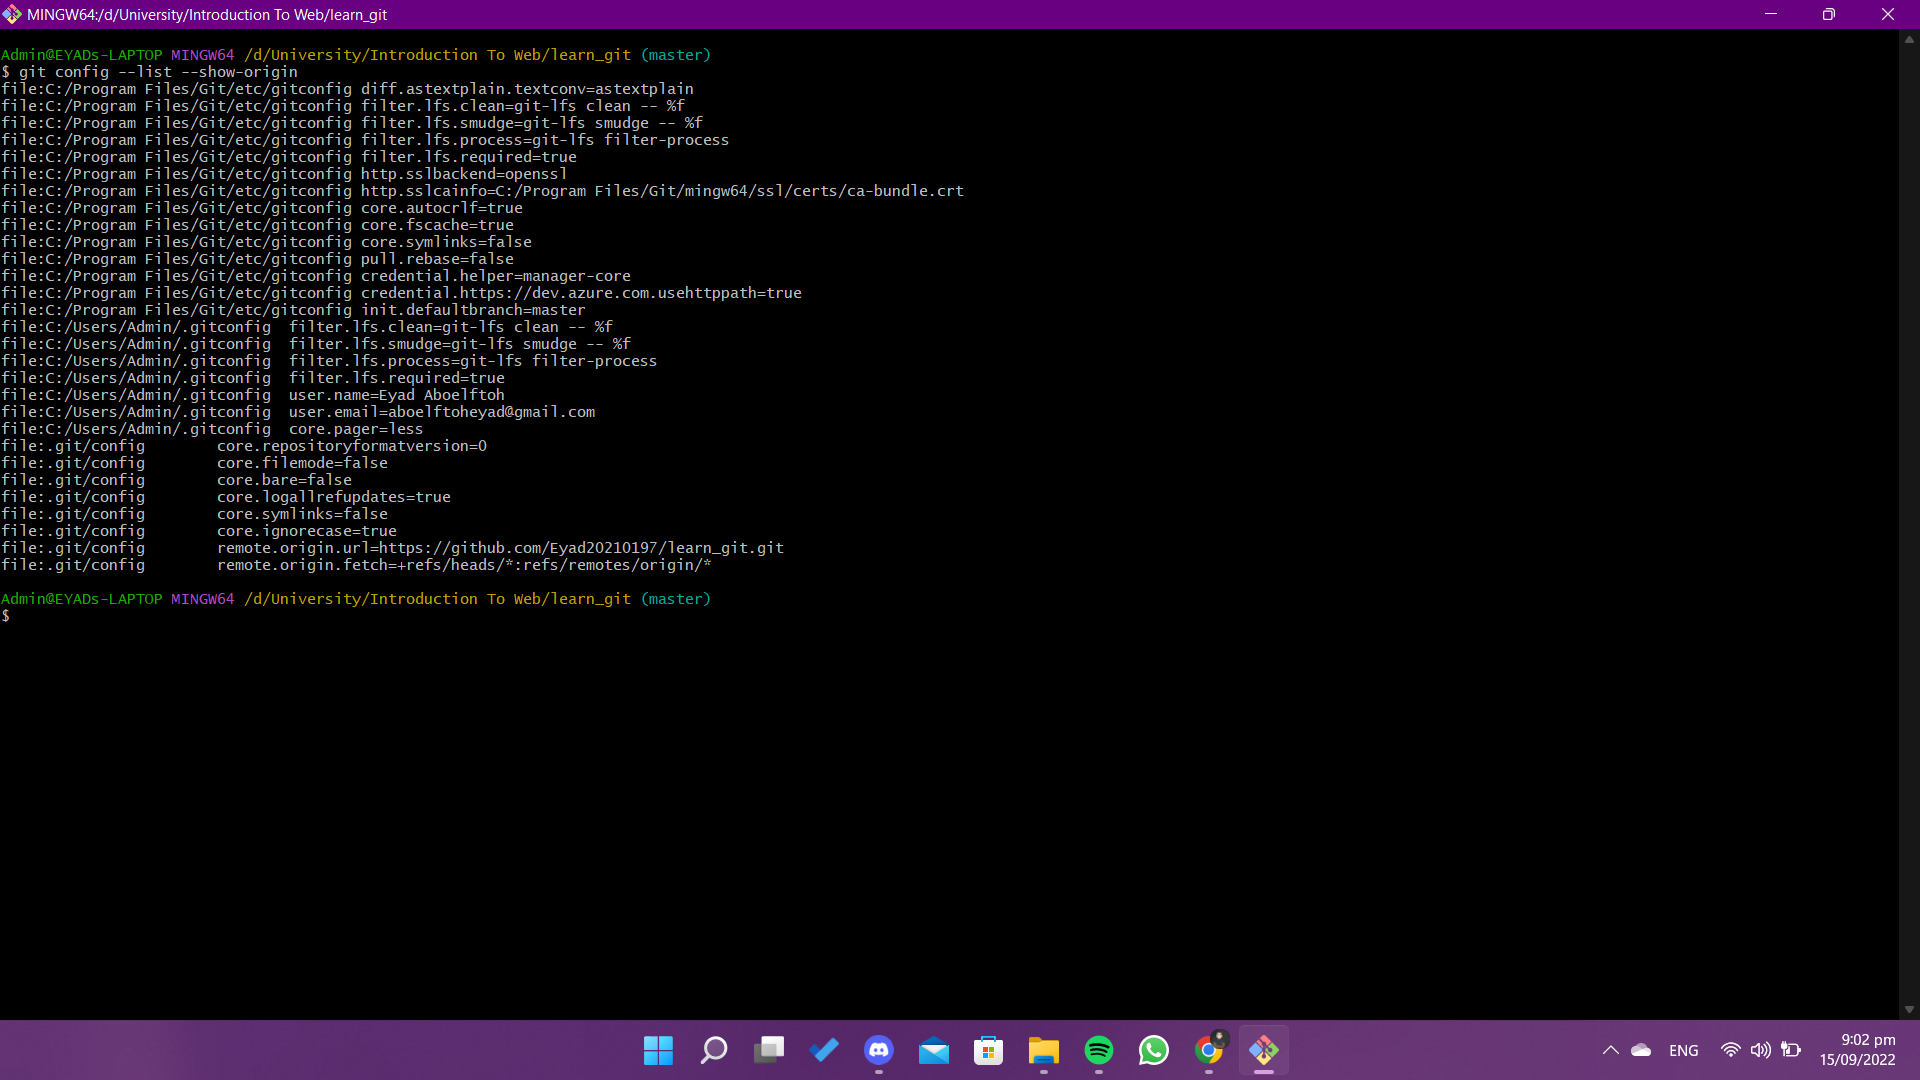 MINGW64:/d/University/Introduction To Web/learn_git
Admin@EYADs-LAPTOP MINGW64 /d/University/Introduction To Web/learn_git (master)
$ git config --list --show-origin
file:C:/Program Files/Git/etc/gitconfig diff.astextplain.textconv=astextplain
file:C:/Program Files/Git/etc/gitconfig filter.lfs.clean=git-lfs clean -- %f
file:C:/Program Files/Git/etc/gitconfig filter.lfs.smudge=git-lfs smudge -- %f
file:C:/Program Files/Git/etc/gitconfig filter.lfs.process=git-lfs filter-process
file:C:/Program Files/Git/etc/gitconfig filter.lfs.required=true
file:C:/Program Files/Git/etc/gitconfig http.sslbackend=openssl
file:C:/Program Files/Git/etc/gitconfig http.sslcainfo=C:/Program Files/Git/mingw64/ssl/certs/ca-bundle.crt
file:C:/Program Files/Git/etc/gitconfig core.autocrlf=true
file:C:/Program Files/Git/etc/gitconfig core.fscache=true
file:C:/Program Files/Git/etc/gitconfig core.symlinks=false
file:C:/Program Files/Git/etc/gitconfig pull.rebase=false
file:C:/Program Files/Git/etc/gitconfig credential.helper=manager-core
file:C:/Program Files/Git/etc/gitconfig credential.https://dev.azure.com.usehttppath=true
file:C:/Program Files/Git/etc/gitconfig init.defaultbranch=master
file:C:/Users/Admin/.gitconfig  filter.lfs.clean=git-lfs clean -- %f
file:C:/Users/Admin/.gitconfig  filter.lfs.smudge=git-lfs smudge -- %f
file:C:/Users/Admin/.gitconfig  filter.lfs.process=git-lfs filter-process
file:C:/Users/Admin/.gitconfig  filter.lfs.required=true
file:C:/Users/Admin/.gitconfig  user.name=Eyad Aboelftoh
file:C:/Users/Admin/.gitconfig  user.email=aboelftoheyad@gmail.com
file:C:/Users/Admin/.gitconfig  core.pager=less
file:.git/config        core.repositoryformatversion=0
file:.git/config        core.filemode=false
file:.git/config        core.bare=false
file:.git/config        core.logallrefupdates=true
file:.git/config        core.symlinks=false
file:.git/config        core.ignorecase=true
file:.git/config        remote.origin.url=https://github.com/Eyad20210197/learn_git.git
file:.git/config        remote.origin.fetch=+refs/heads/*:refs/remotes/origin/*
Admin@EYADs-LAPTOP MINGW64 /d/University/Introduction To Web/learn_git (master)
$
ENG
9:02 pm
15/09/2022